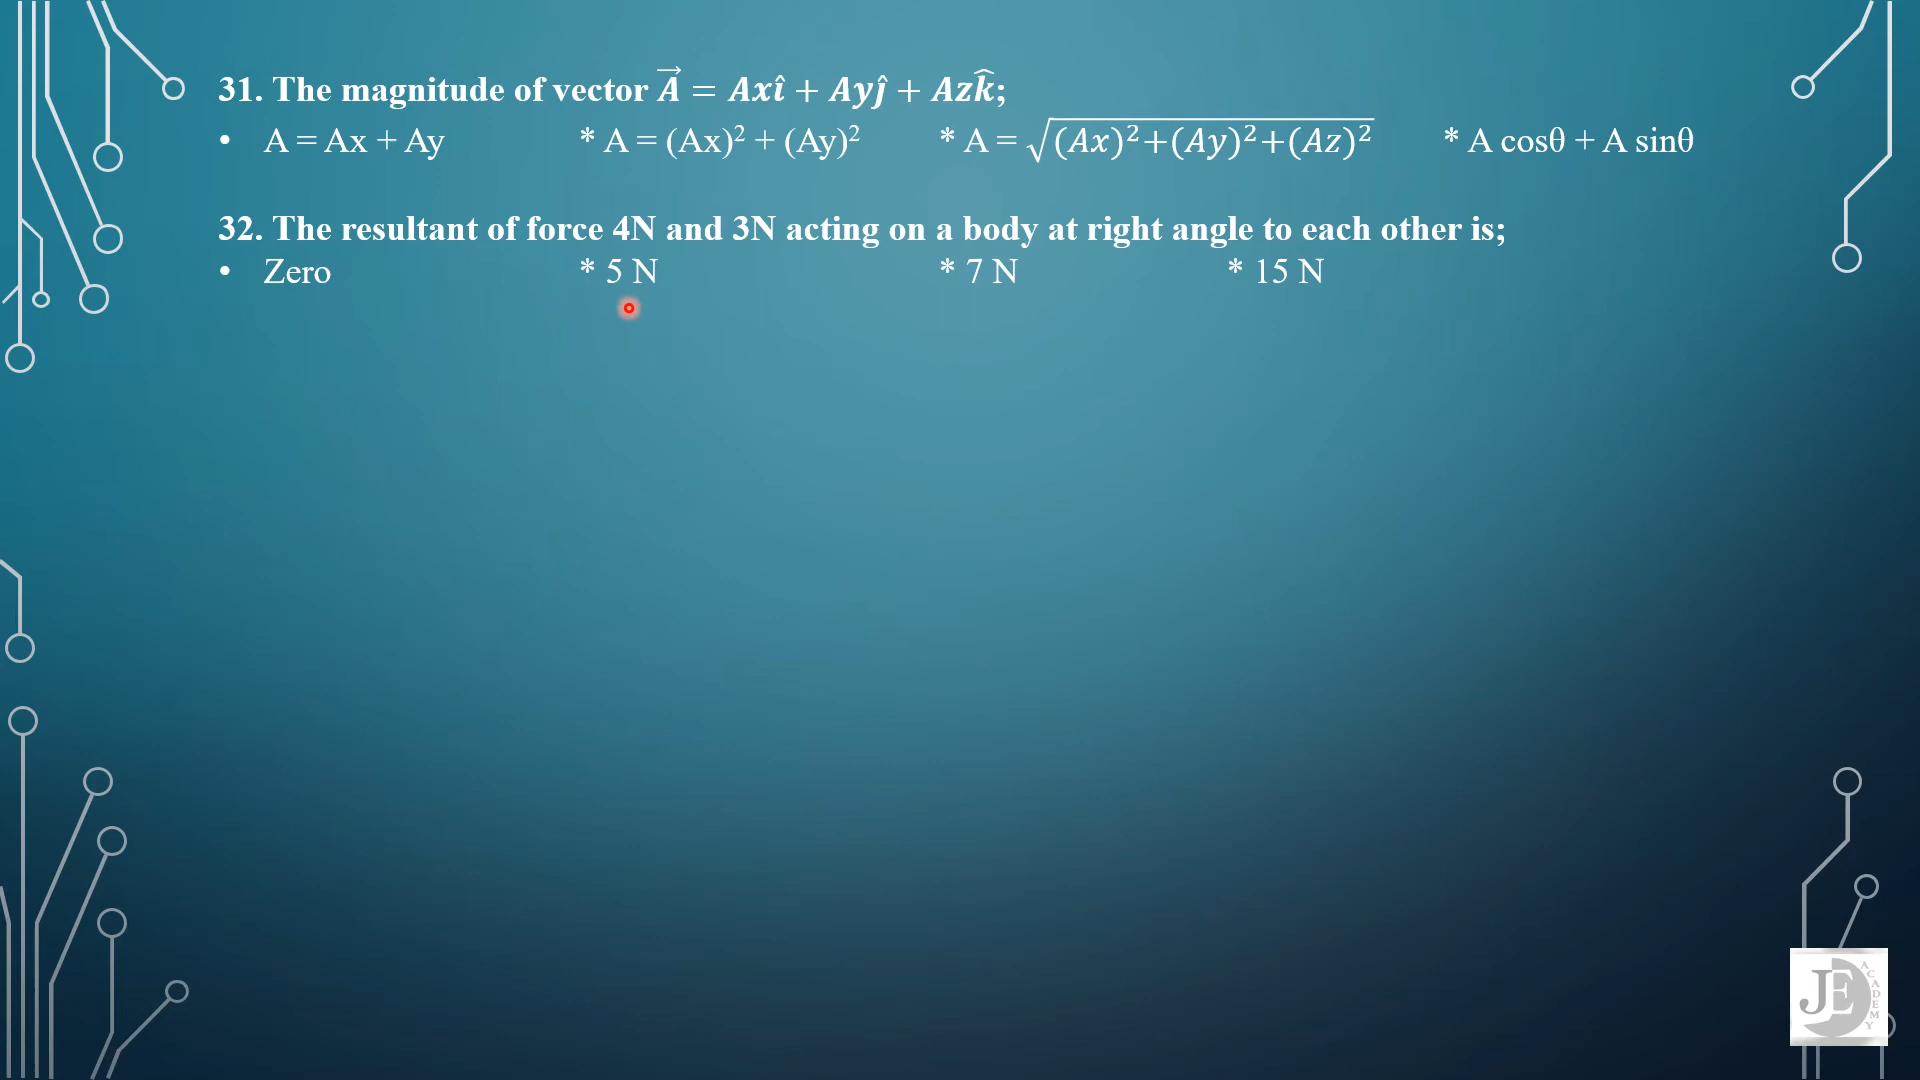 31. The magnitude of vector A⃗ = Axî + Ayĵ + Azk̂;
• A = Ax + Ay * A = (Ax)² + (Ay)² * A = √(Ax)²+(Ay)²+(Az)² * A cosθ + A sinθ
32. The resultant of force 4N and 3N acting on a body at right angle to each other is;
• Zero * 5 N * 7 N * 15 N
JE ACADEMY